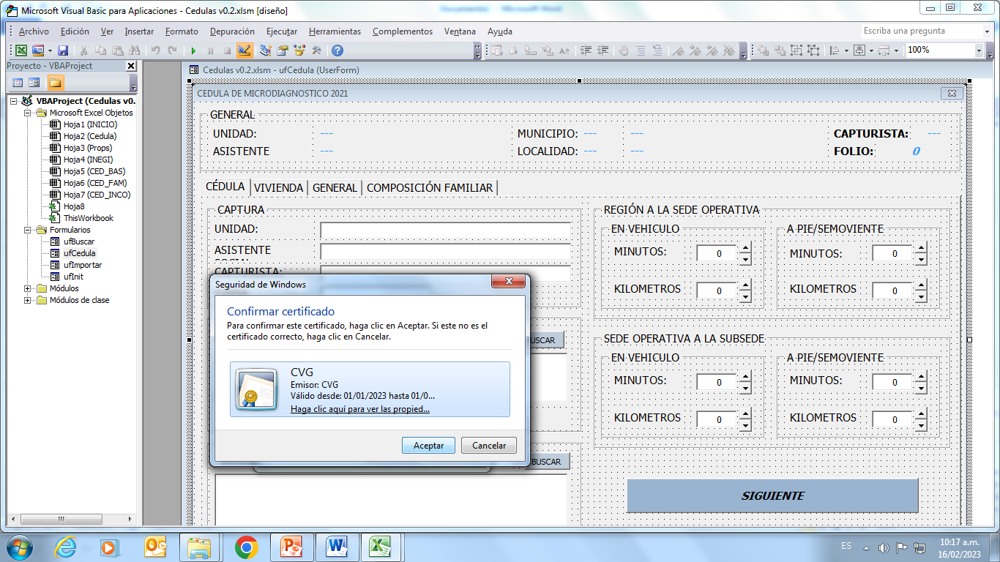 Microsoft Visual Basic para Aplicaciones - Cedulas v0.2.xlsm [diseño]
Archivo Edición Ver Insertar Formato Depuración Ejecutar Herramientas Complementos Ventana Ayuda
Escriba una pregunta
100%
Proyecto - VBAProject
VBAProject (Cedulas v0.
Microsoft Excel Objetos
Hoja1 (INICIO)
Hoja2 (Cedula)
Hoja3 (Props)
Hoja4 (INEGI)
Hoja5 (CED_BAS)
Hoja6 (CED_FAM)
Hoja7 (CED_INCO)
Hoja8
ThisWorkbook
Formularios
ufBuscar
ufCedula
ufImportar
ufInit
Módulos
Módulos de clase
Cedulas v0.2.xlsm - ufCedula (UserForm)
CEDULA DE MICRODIAGNOSTICO 2021
GENERAL
UNIDAD: --- MUNICIPIO: --- --- CAPTURISTA: ---
ASISTENTE --- LOCALIDAD: --- --- FOLIO: 0
CÉDULA VIVIENDA GENERAL COMPOSICIÓN FAMILIAR
CAPTURA
UNIDAD:
ASISTENTE
SOCIAL
CAPTURISTA:
USCAR
BUSCAR
REGIÓN A LA SEDE OPERATIVA
EN VEHICULO
MINUTOS: 0
KILOMETROS 0
A PIE/SEMOVIENTE
MINUTOS: 0
KILOMETROS 0
SEDE OPERATIVA A LA SUBSEDE
EN VEHICULO
MINUTOS: 0
KILOMETROS 0
A PIE/SEMOVIENTE
MINUTOS: 0
KILOMETROS 0
SIGUIENTE
Seguridad de Windows
Confirmar certificado
Para confirmar este certificado, haga clic en Aceptar. Si este no es el
certificado correcto, haga clic en Cancelar.
CVG
Emisor: CVG
Válido desde: 01/01/2023 hasta 01/0...
Haga clic aquí para ver las propied...
Aceptar Cancelar
ES
10:17 a.m.
16/02/2023